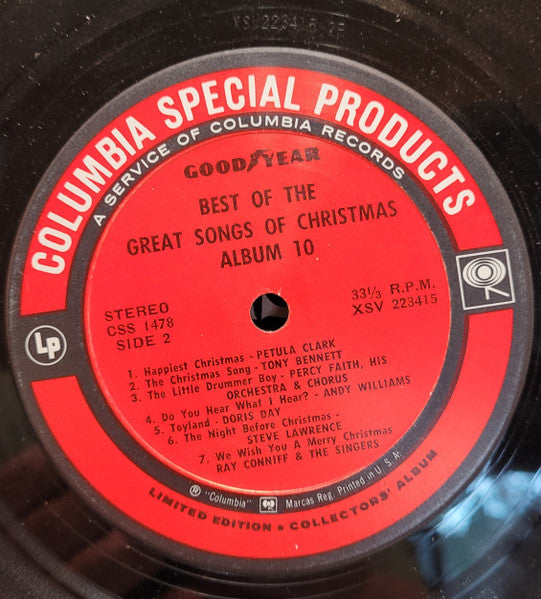 XSV 223415
COLUMBIA SPECIAL PRODUCTS
A SERVICE OF COLUMBIA RECORDS
GOODYEAR
BEST OF THE
GREAT SONGS OF CHRISTMAS
ALBUM 10
STEREO
CSS 1478
SIDE 2
33⅓ R.P.M.
XSV 223415
Lp
1. Happiest Christmas - PETULA CLARK
2. The Christmas Song - TONY BENNETT
3. The Little Drummer Boy - PERCY FAITH, HIS
ORCHESTRA & CHORUS
4. Do You Hear What I Hear? - ANDY WILLIAMS
5. Toyland - DORIS DAY
6. The Night Before Christmas -
STEVE LAWRENCE
7. We Wish You A Merry Christmas
RAY CONNIFF & THE SINGERS
® "Columbia" Marcas Reg. Printed in U.S.A.
LIMITED EDITION • COLLECTORS' ALBUM